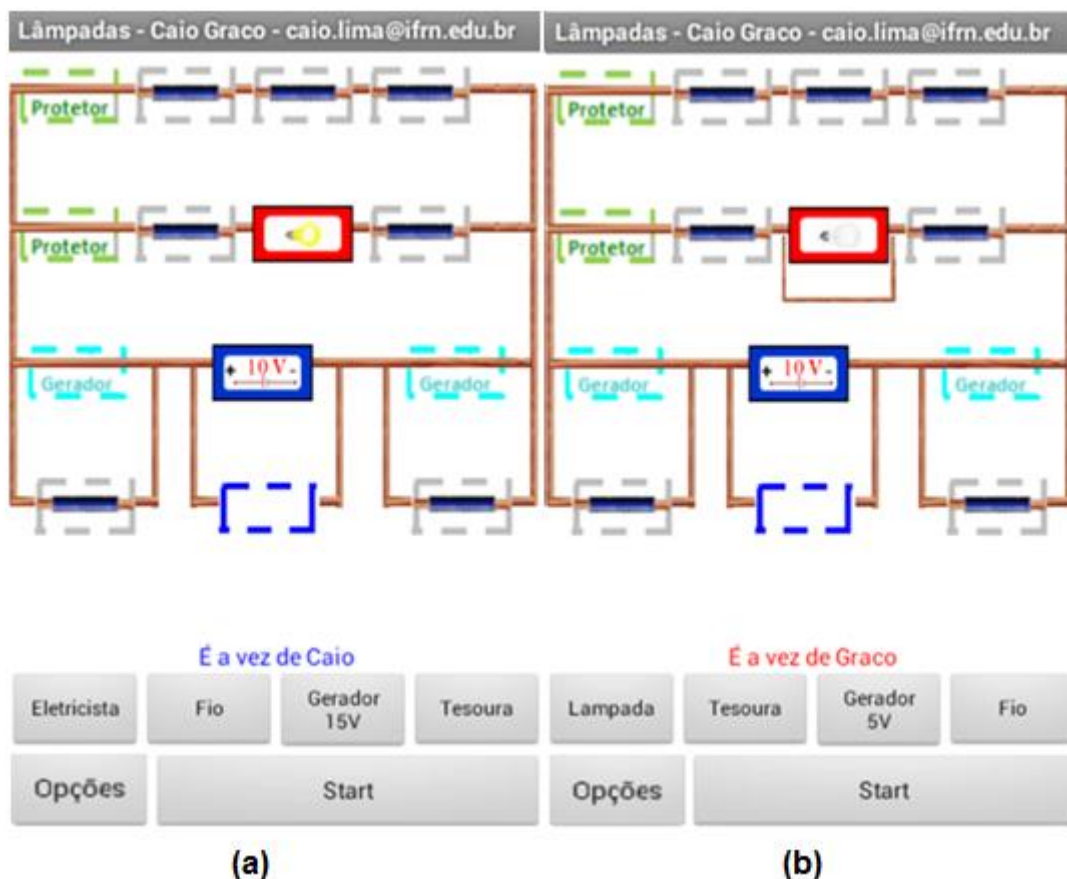 Lâmpadas - Caio Graco - caio.lima@ifrn.edu.br
Protetor
Protetor
+ 10 V -
Gerador Gerador
É a vez de Caio
Eletricista Fio Gerador 15V Tesoura
Opções Start
(a)
Lâmpadas - Caio Graco - caio.lima@ifrn.edu.br
Protetor
Protetor
+ 10 V -
Gerador Gerador
É a vez de Graco
Lampada Tesoura Gerador 5V Fio
Opções Start
(b)